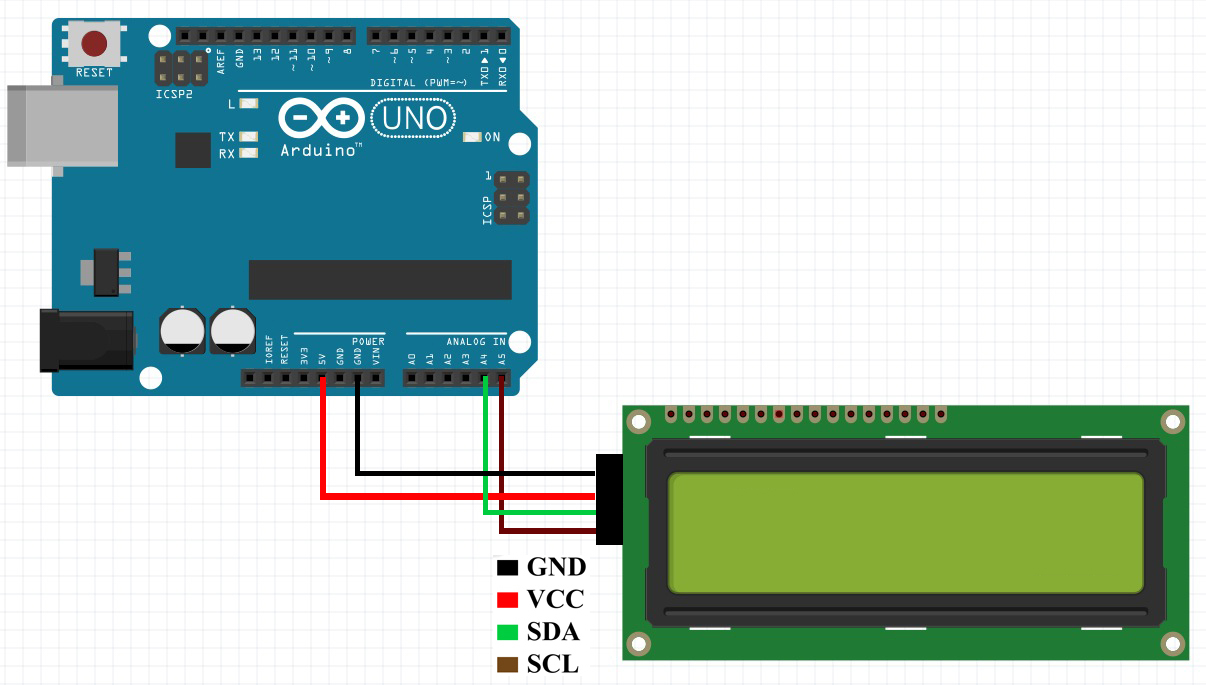 RESET
ICSP2
AREF
GND
13
12
~11
~10
~9
8
7
~6
~5
4
~3
2
TX0▲1
RX0▼0
DIGITAL (PWM=~)
L
TX
RX
UNO
Arduino™
ON
1
ICSP
POWER
ANALOG IN
IOREF
RESET
3V3
5V
GND
GND
VIN
A0
A1
A2
A3
A4
A5
GND
VCC
SDA
SCL